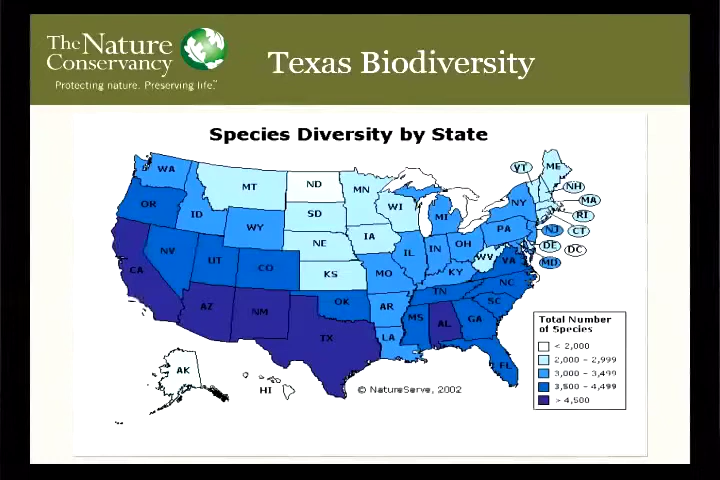 The Nature
Conservancy
Protecting nature. Preserving life.™
Texas Biodiversity
Species Diversity by State
WA
MT
ND
MN
VT
ME
NH
MA
RI
CT
OR
ID
WY
SD
WI
MI
NY
NJ
DE
DC
MD
NV
UT
CO
NE
IA
IL
IN
OH
PA
WV
VA
CA
KS
MO
KY
NC
AZ
NM
OK
AR
TN
SC
TX
LA
MS
AL
GA
FL
AK
HI
© NatureServe, 2002
Total Number
of Species
< 2,000
2,000 - 2,999
3,000 - 3,499
3,500 - 4,499
> 4,500